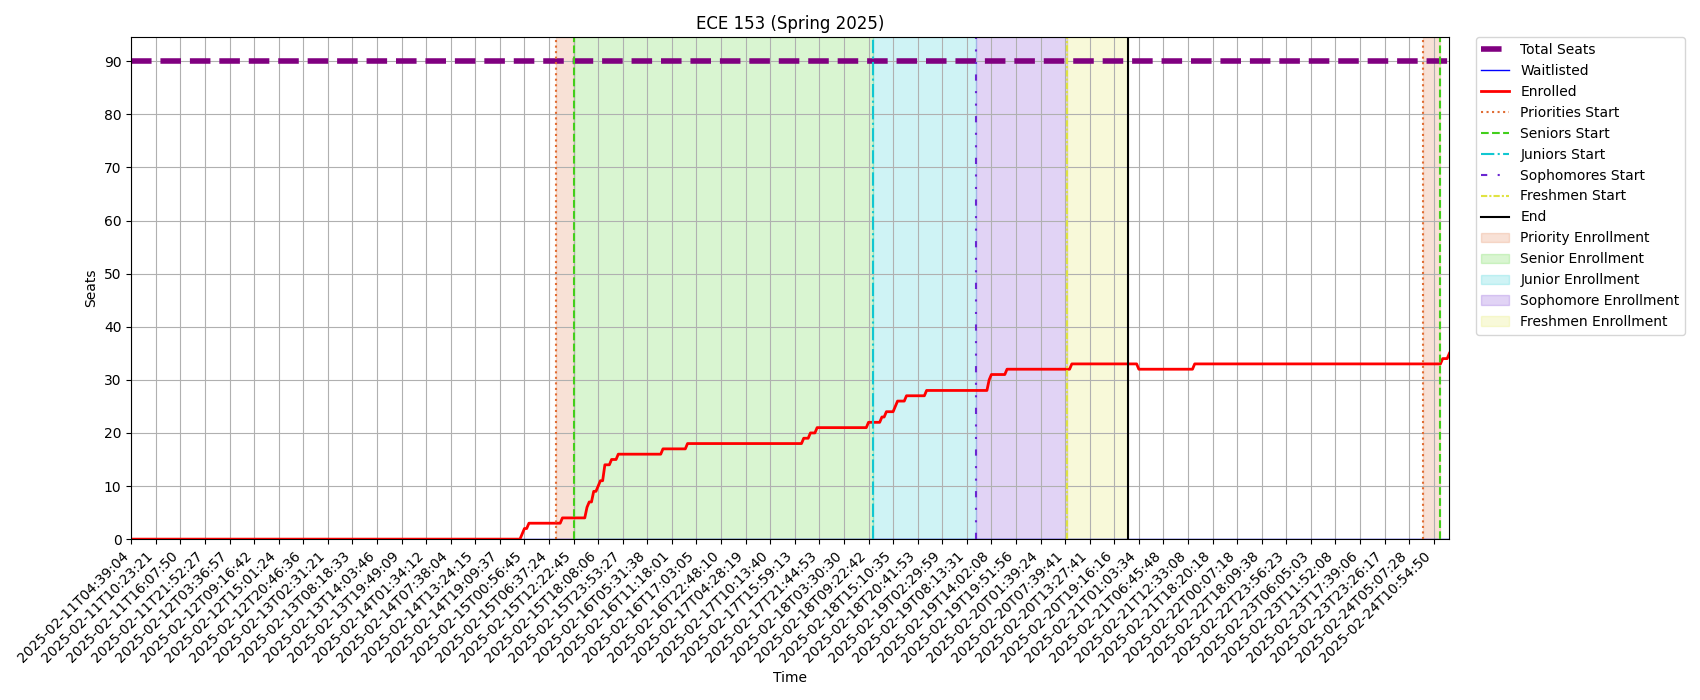 ECE 153 (Spring 2025)
Seats
90
80
70
60
50
40
30
20
10
0
2025-02-11T04:39:04
2025-02-11T10:23:21
2025-02-11T16:07:50
2025-02-11T21:52:27
2025-02-12T03:36:57
2025-02-12T09:16:42
2025-02-12T15:01:24
2025-02-12T20:46:36
2025-02-13T02:31:21
2025-02-13T08:18:33
2025-02-13T14:03:46
2025-02-13T19:49:09
2025-02-14T01:34:12
2025-02-14T07:38:04
2025-02-14T13:24:15
2025-02-14T19:09:37
2025-02-15T00:56:45
2025-02-15T06:37:24
2025-02-15T12:22:45
2025-02-15T18:08:06
2025-02-15T23:53:27
2025-02-16T05:31:38
2025-02-16T11:18:01
2025-02-16T17:03:05
2025-02-16T22:48:10
2025-02-17T04:28:19
2025-02-17T10:13:40
2025-02-17T15:59:13
2025-02-17T21:44:53
2025-02-18T03:30:30
2025-02-18T09:22:42
2025-02-18T15:10:35
2025-02-18T20:41:53
2025-02-19T02:29:59
2025-02-19T08:13:31
2025-02-19T14:02:08
2025-02-19T19:51:56
2025-02-20T01:39:24
2025-02-20T07:39:41
2025-02-20T13:27:41
2025-02-20T19:16:16
2025-02-21T01:03:34
2025-02-21T06:45:48
2025-02-21T12:33:08
2025-02-21T18:20:18
2025-02-22T00:07:18
2025-02-22T18:09:38
2025-02-22T23:56:23
2025-02-23T06:05:03
2025-02-23T11:52:08
2025-02-23T17:39:06
2025-02-23T23:26:17
2025-02-24T05:07:28
2025-02-24T10:54:50
Time
Total Seats
Waitlisted
Enrolled
Priorities Start
Seniors Start
Juniors Start
Sophomores Start
Freshmen Start
End
Priority Enrollment
Senior Enrollment
Junior Enrollment
Sophomore Enrollment
Freshmen Enrollment